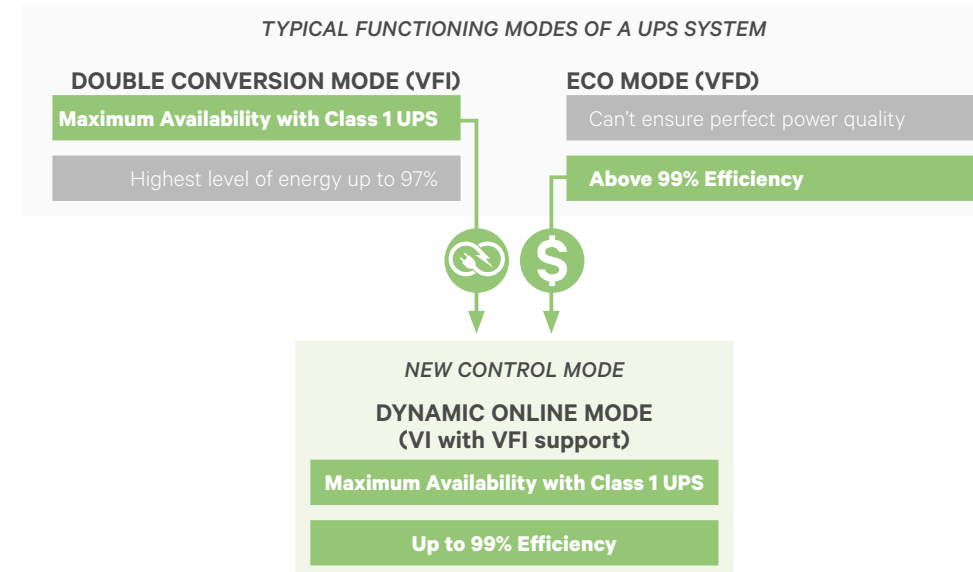 TYPICAL FUNCTIONING MODES OF A UPS SYSTEM
DOUBLE CONVERSION MODE (VFI)
Maximum Availability with Class 1 UPS
Highest level of energy up to 97%
ECO MODE (VFD)
Can't ensure perfect power quality
Above 99% Efficiency
$
NEW CONTROL MODE
DYNAMIC ONLINE MODE
(VI with VFI support)
Maximum Availability with Class 1 UPS
Up to 99% Efficiency